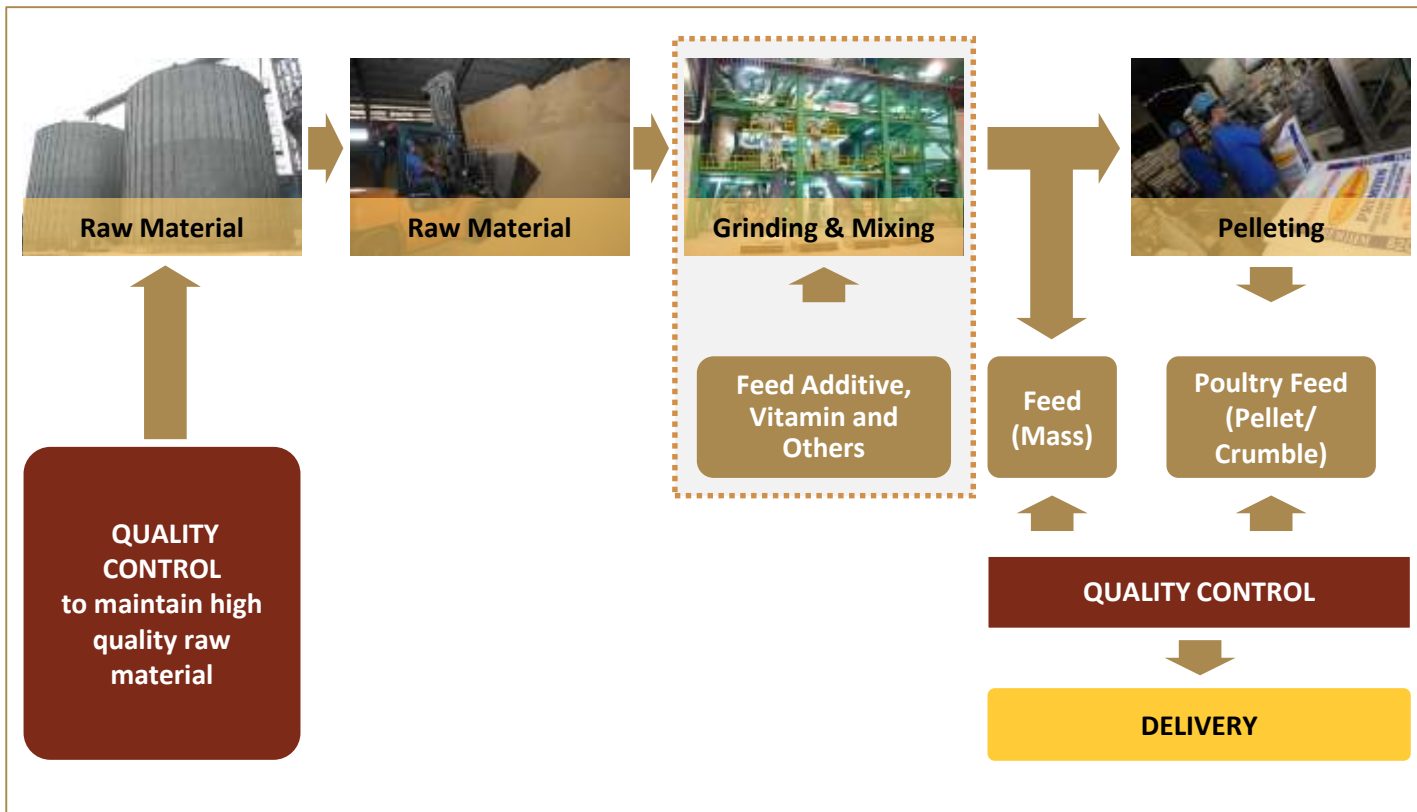 Raw Material
Raw Material
Grinding & Mixing
Pelleting
Feed Additive,
Vitamin and
Others
Feed
(Mass)
Poultry Feed
(Pellet/
Crumble)
QUALITY
CONTROL
to maintain high
quality raw
material
QUALITY CONTROL
DELIVERY